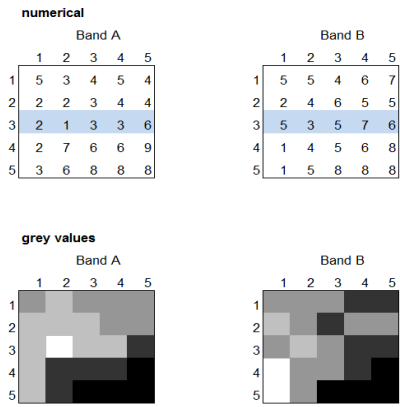 numerical
Band A Band B
1 2 3 4 5 1 2 3 4 5
1 5 3 4 5 4 1 5 5 4 6 7
2 2 2 3 4 4 2 2 4 6 5 5
3 2 1 3 3 6 3 5 3 5 7 6
4 2 7 6 6 9 4 1 4 5 6 8
5 3 6 8 8 8 5 1 5 8 8 8
grey values
Band A Band B
1 2 3 4 5 1 2 3 4 5
1 1
2 2
3 3
4 4
5 5